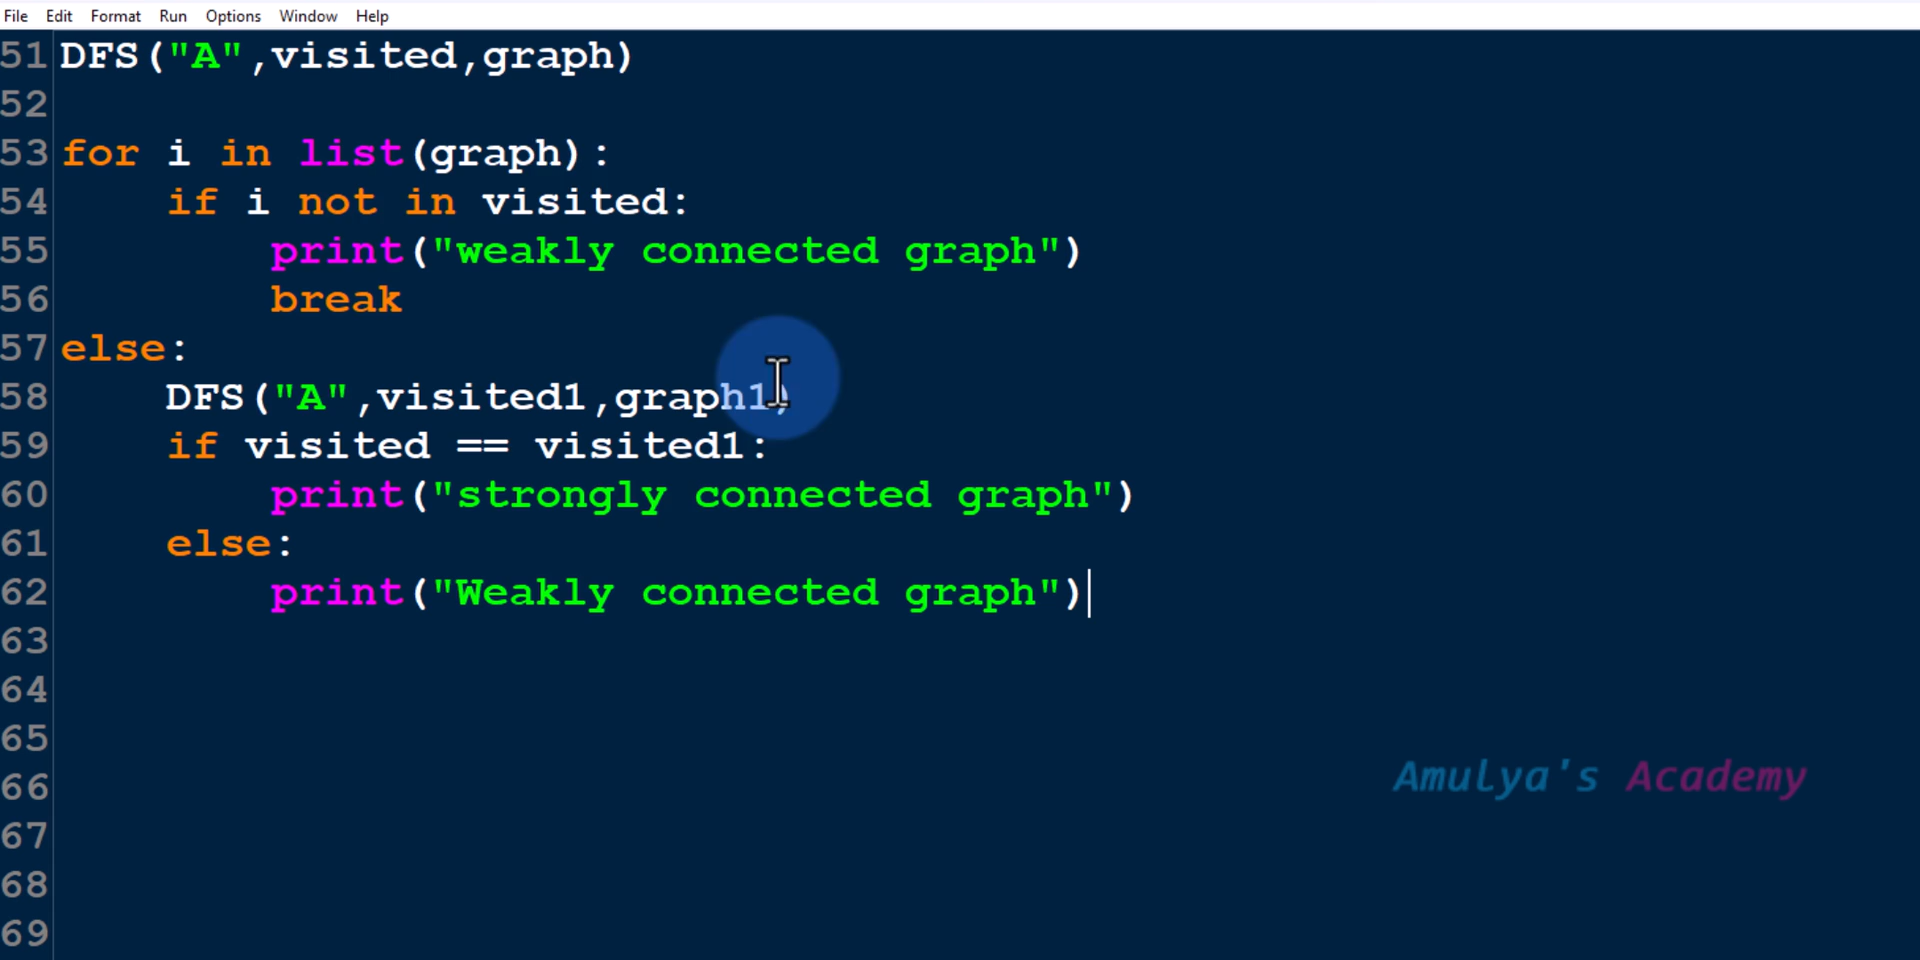 File Edit Format Run Options Window Help
51 DFS("A",visited,graph)
52
53 for i in list(graph):
54     if i not in visited:
55         print("weakly connected graph")
56         break
57 else:
58     DFS("A",visited1,graph1)
59     if visited == visited1:
60         print("strongly connected graph")
61     else:
62         print("Weakly connected graph")
63
64
65
66
67
68
69
Amulya's Academy